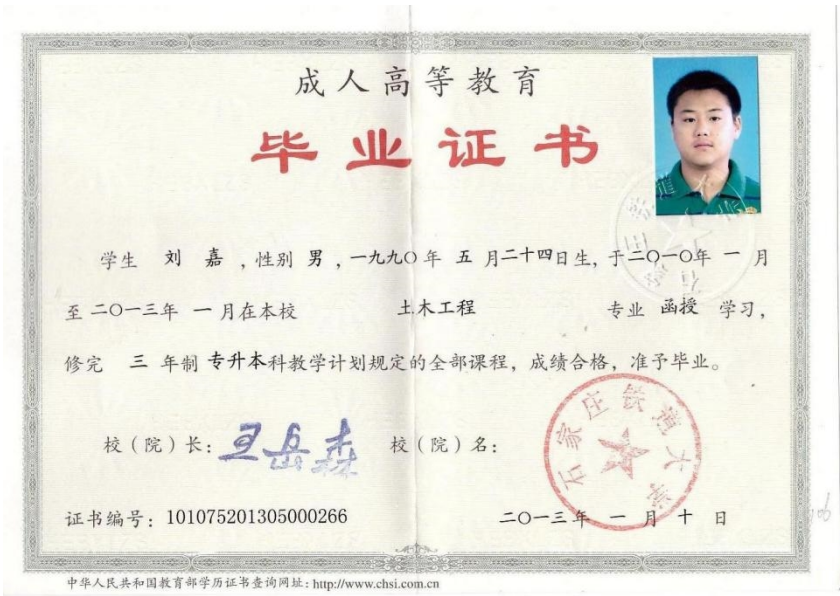 成人高等教育
毕业证书
学生 刘 嘉 ,性别 男 ,一九九〇年 五 月二十四日生,于二〇一〇年 一 月
至二〇一三年 一 月在本校 土木工程 专业 函授 学习,
修完 三 年制 专升本科教学计划规定的全部课程,成绩合格,准予毕业。
校(院)长: 王岳森 校(院)名:
石家庄铁道大学
证书编号:101075201305000266 二〇一三年 一 月 十 日
中华人民共和国教育部学历证书查询网址:http://www.chsi.com.cn